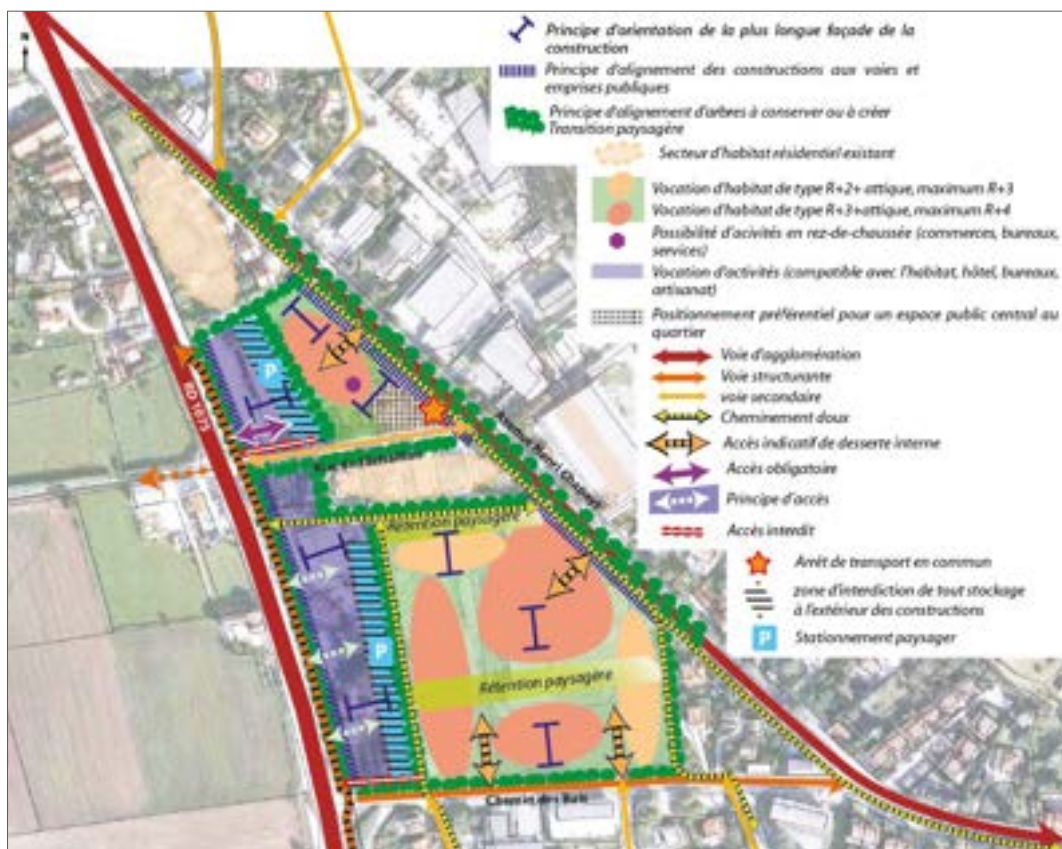 N
Principe d'orientation de la plus longue façade de la
construction
Principe d'alignement des constructions aux voies et
emprises publiques
Principe d'alignement d'arbres à conserver ou à créer
Transition paysagère
Secteur d'habitat résidentiel existant
Vocation d'habitat de type R+2+ attique, maximum R+3
Vocation d'habitat de type R+3+attique, maximum R+4
Possibilité d'acivités en rez-de-chaussée (commerces, bureaux,
services)
Vocation d'activités (compatible avec l'habitat, hôtel, bureaux,
artisanat)
Positionnement préférentiel pour un espace public central au
quartier
Voie d'agglomération
Voie structurante
voie secondaire
Cheminement doux
Accès indicatif de desserte interne
Accès obligatoire
Principe d'accès
Accès interdit
Arrêt de transport en commun
zone d'interdiction de tout stockage
à l'extérieur des constructions
P Stationnement paysager
P
RD 1075
Avenue Henri Chapays
Rétention paysagère
P
Rétention paysagère
Chemin des